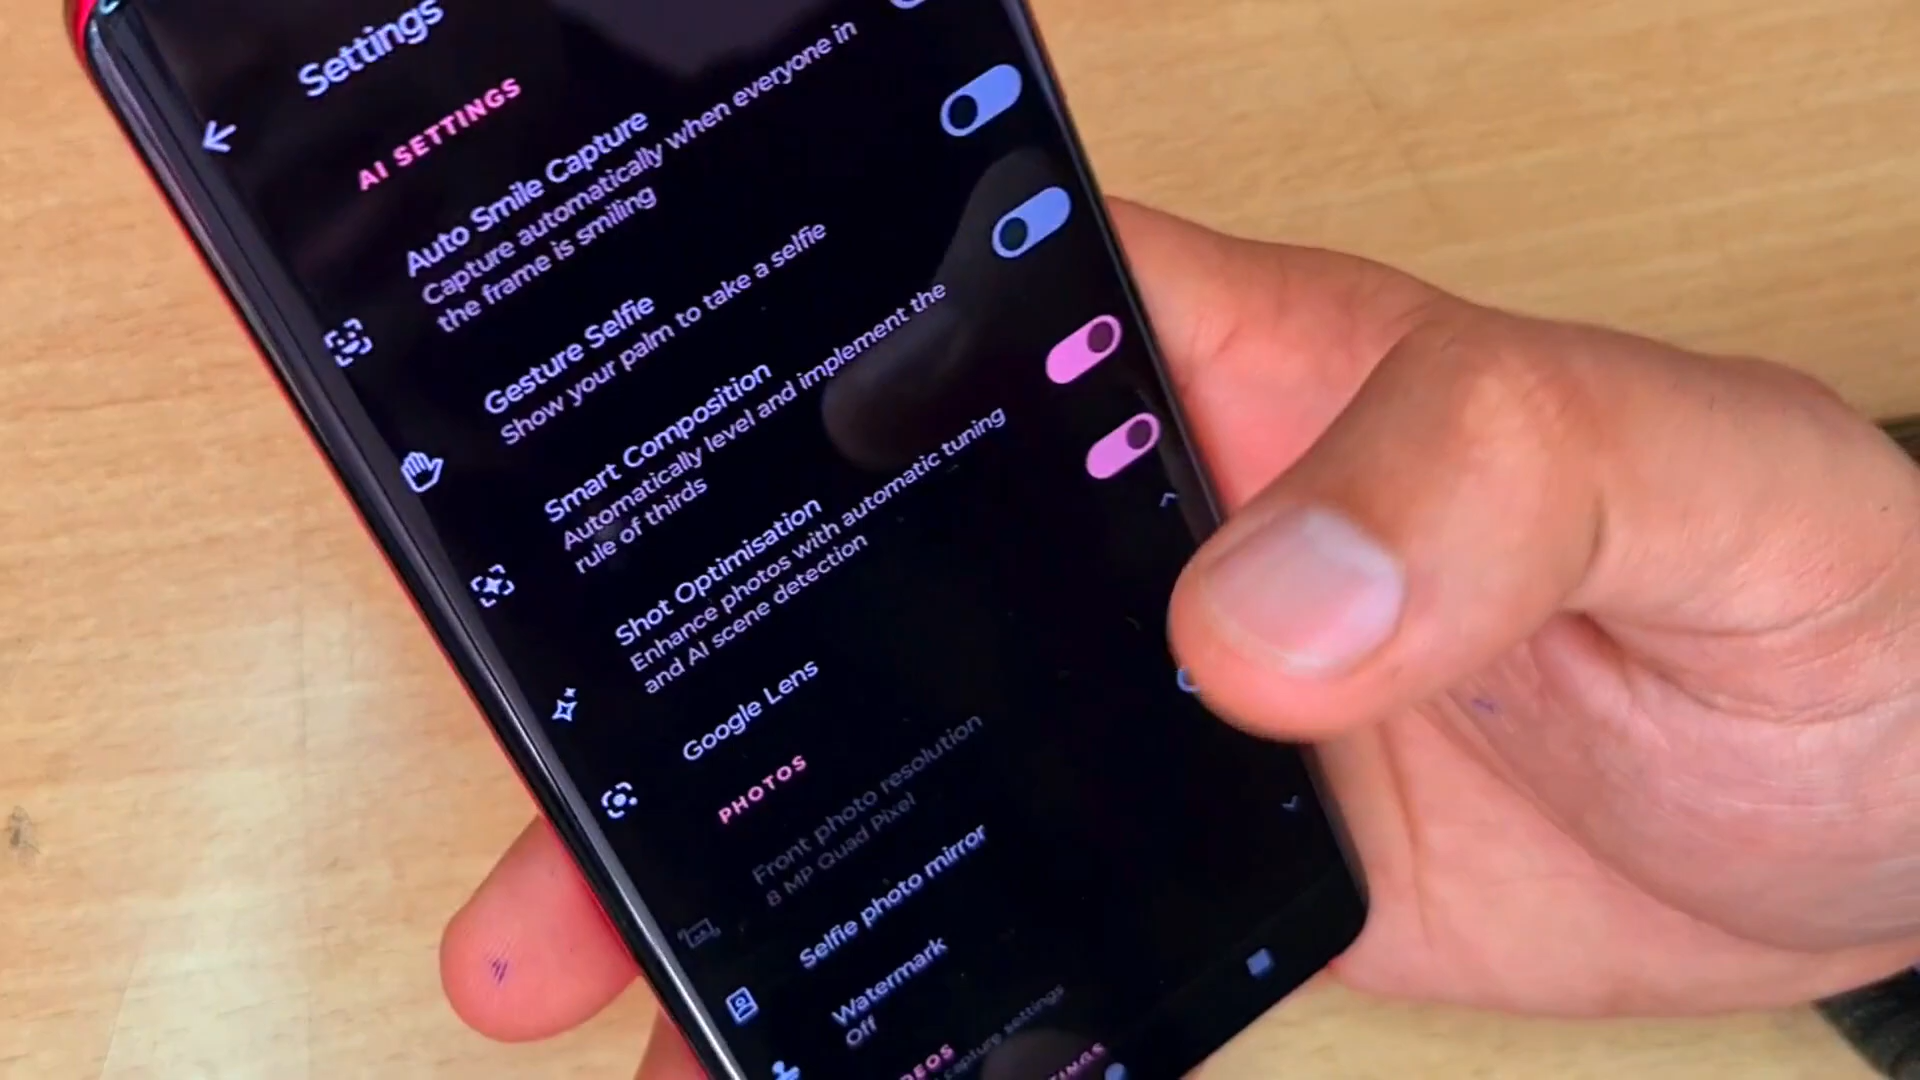 Settings
AI SETTINGS
Auto Smile Capture
Capture automatically when everyone in
the frame is smiling
Gesture Selfie
Show your palm to take a selfie
Smart Composition
Automatically level and implement the
rule of thirds
Shot Optimisation
Enhance photos with automatic tuning
and AI scene detection
Google Lens
PHOTOS
Front photo resolution
8 MP Quad Pixel
Selfie photo mirror
Watermark
Off
capture settings